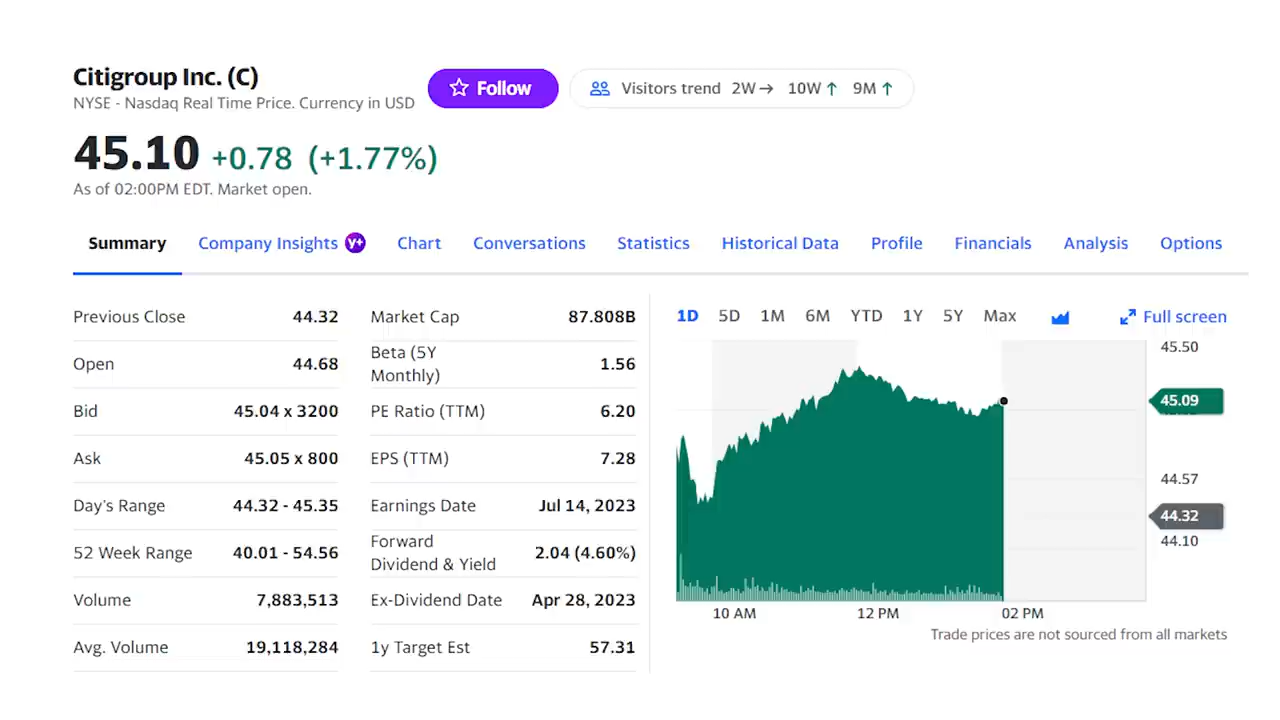 Citigroup Inc. (C)
NYSE - Nasdaq Real Time Price. Currency in USD
Follow
Visitors trend 2W→ 10W↑ 9M↑
45.10 +0.78 (+1.77%)
As of 02:00PM EDT. Market open.
Summary Company Insights Y+ Chart Conversations Statistics Historical Data Profile Financials Analysis Options
Previous Close 44.32
Open 44.68
Bid 45.04 x 3200
Ask 45.05 x 800
Day's Range 44.32 - 45.35
52 Week Range 40.01 - 54.56
Volume 7,883,513
Avg. Volume 19,118,284
Market Cap 87.808B
Beta (5Y
Monthly) 1.56
PE Ratio (TTM) 6.20
EPS (TTM) 7.28
Earnings Date Jul 14, 2023
Forward
Dividend & Yield 2.04 (4.60%)
Ex-Dividend Date Apr 28, 2023
1y Target Est 57.31
1D 5D 1M 6M YTD 1Y 5Y Max Full screen
45.50
45.09
44.57
44.32
44.10
10 AM 12 PM 02 PM
Trade prices are not sourced from all markets